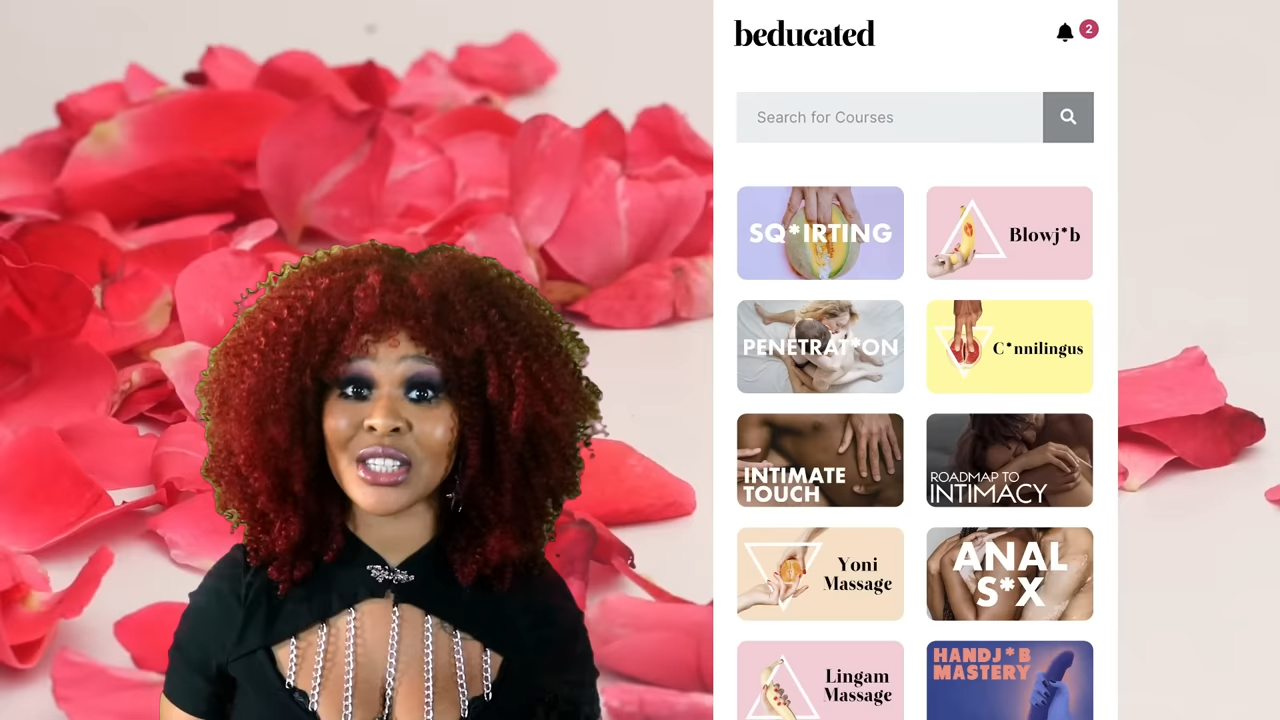 beducated
2
Search for Courses
SQ*IRTING
Blowj*b
PENETRAT*ON
C*nnilingus
INTIMATE
TOUCH
ROADMAP TO
INTIMACY
Yoni
Massage
ANAL
S*X
Lingam
Massage
HANDJ*B
MASTERY